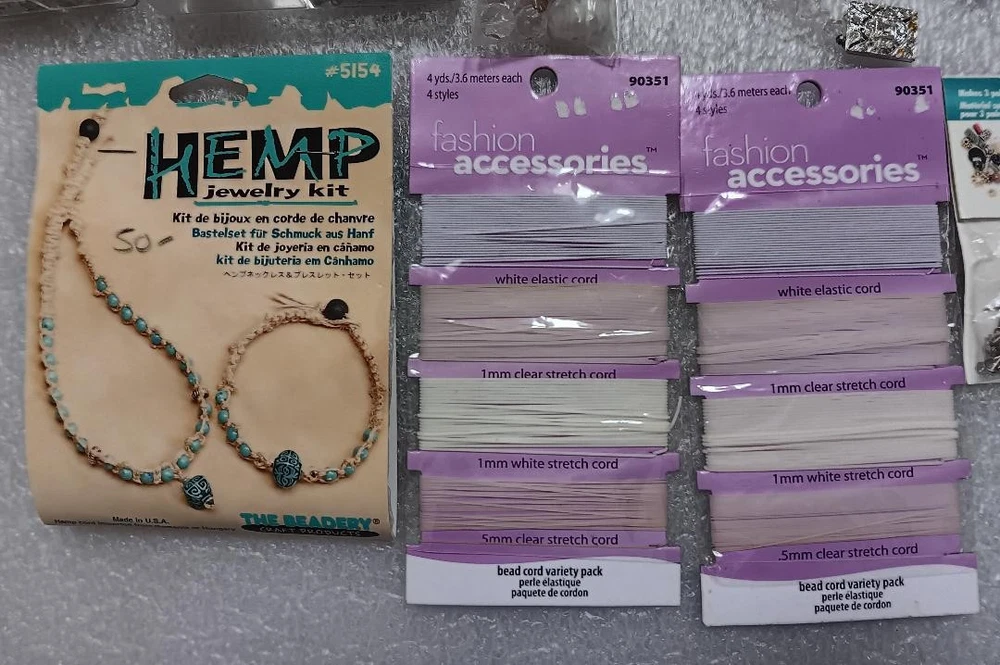 #5154
HEMP
jewelry kit
Kit de bijoux en corde de chanvre
Bastelset für Schmuck aus Hanf
Kit de joyeria en cáñamo
kit de bijuteria em Cânhamo
ヘンプネックレス&ブレスレット・セット
50-
Made in U.S.A.
THE BEADERY®
CRAFT PRODUCTS
4 yds./3.6 meters each
4 styles
90351
fashion
accessories™
white elastic cord
1mm clear stretch cord
1mm white stretch cord
.5mm clear stretch cord
bead cord variety pack
perle élastique
paquete de cordon
4 yds./3.6 meters each
4 styles
90351
fashion
accessories™
white elastic cord
1mm clear stretch cord
1mm white stretch cord
.5mm clear stretch cord
bead cord variety pack
perle élastique
paquete de cordon